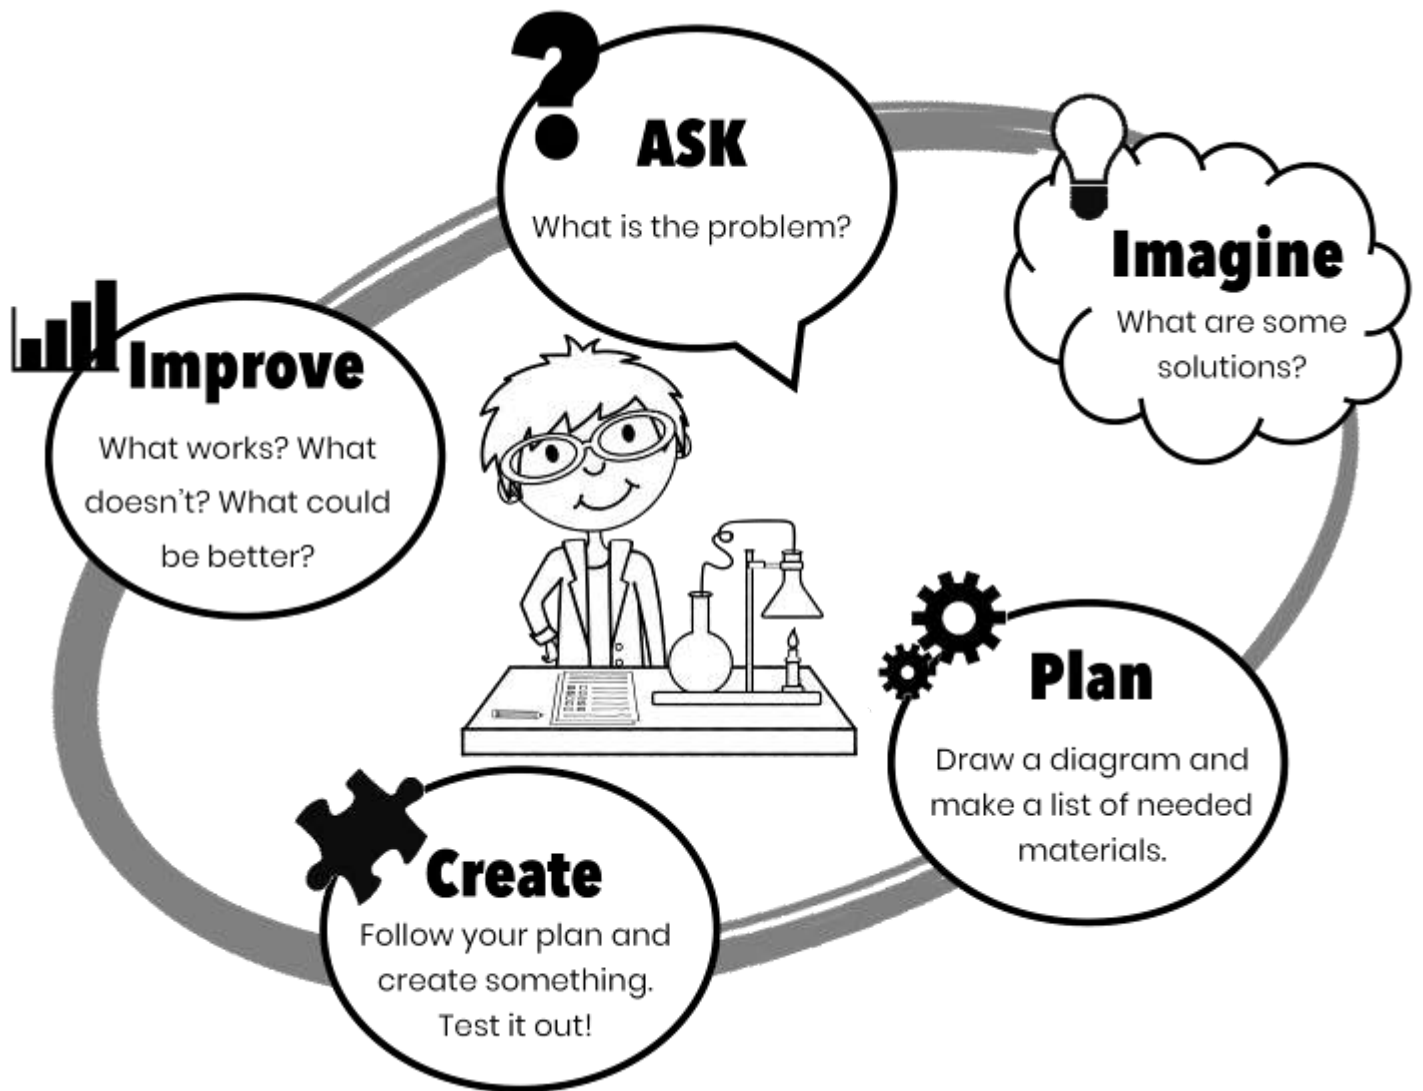 ASK
What is the problem?
Imagine
What are some
solutions?
Plan
Draw a diagram and
make a list of needed
materials.
Create
Follow your plan and
create something.
Test it out!
Improve
What works? What
doesn't? What could
be better?